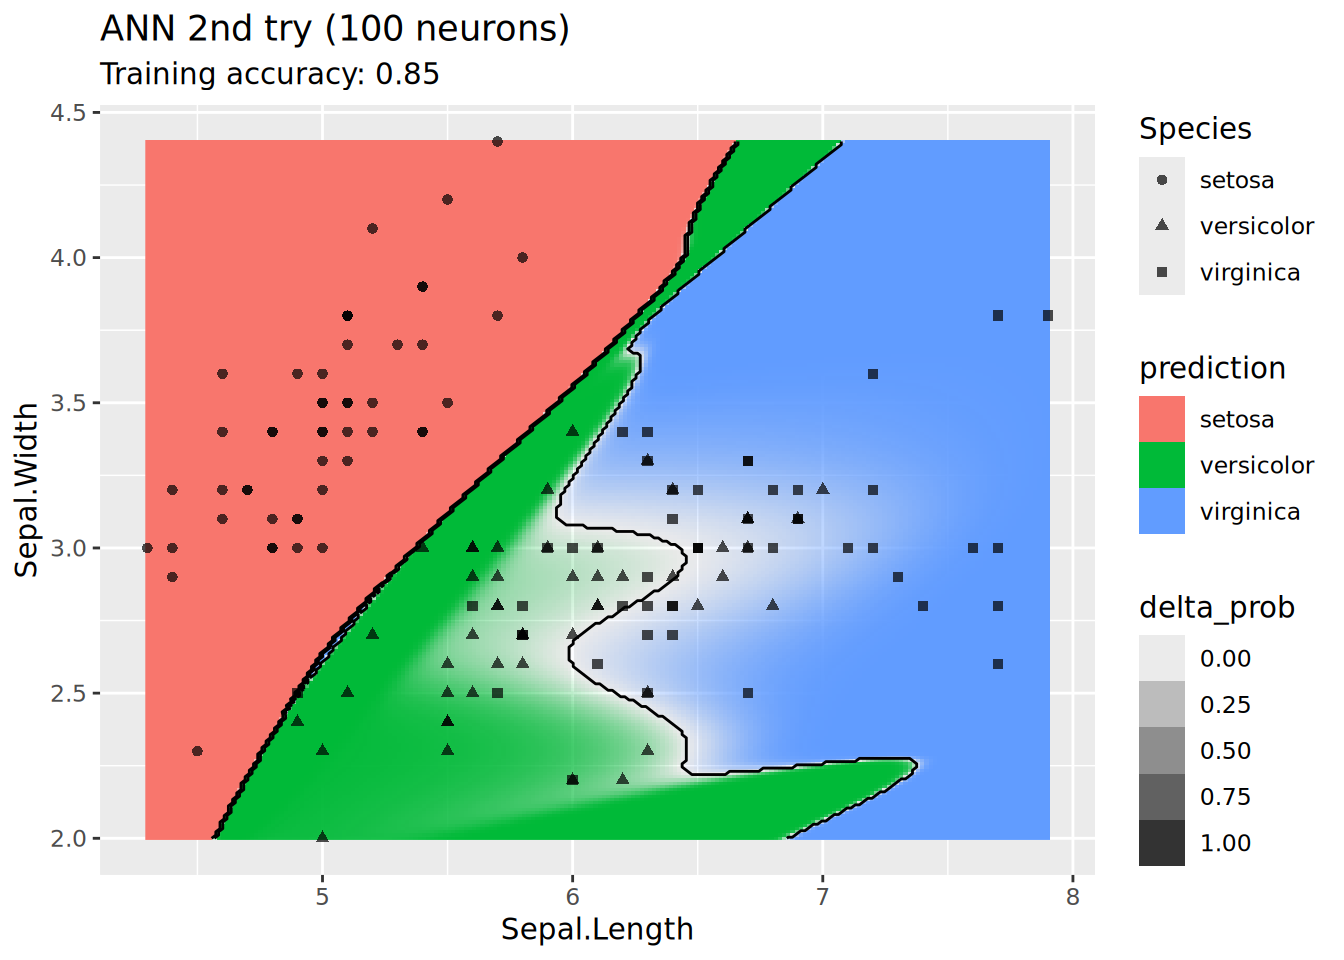 ANN 2nd try (100 neurons)
Training accuracy: 0.85
4.5
4.0
3.5
3.0
2.5
2.0
Sepal.Width
5
6
7
8
Sepal.Length
Species
setosa
versicolor
virginica
prediction
setosa
versicolor
virginica
delta_prob
0.00
0.25
0.50
0.75
1.00